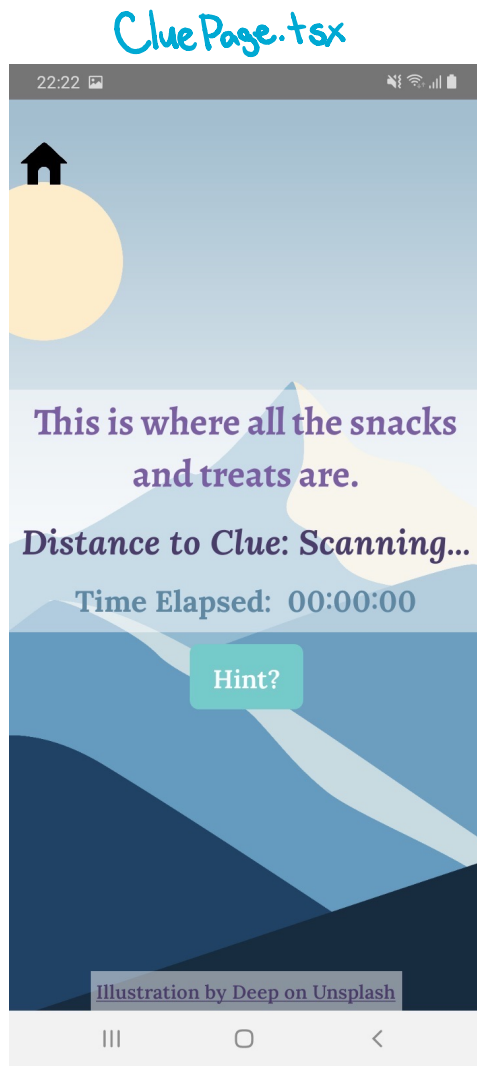 CluePage.tsx
22:22
This is where all the snacks
and treats are.
Distance to Clue: Scanning...
Time Elapsed: 00:00:00
Hint?
Illustration by Deep on Unsplash